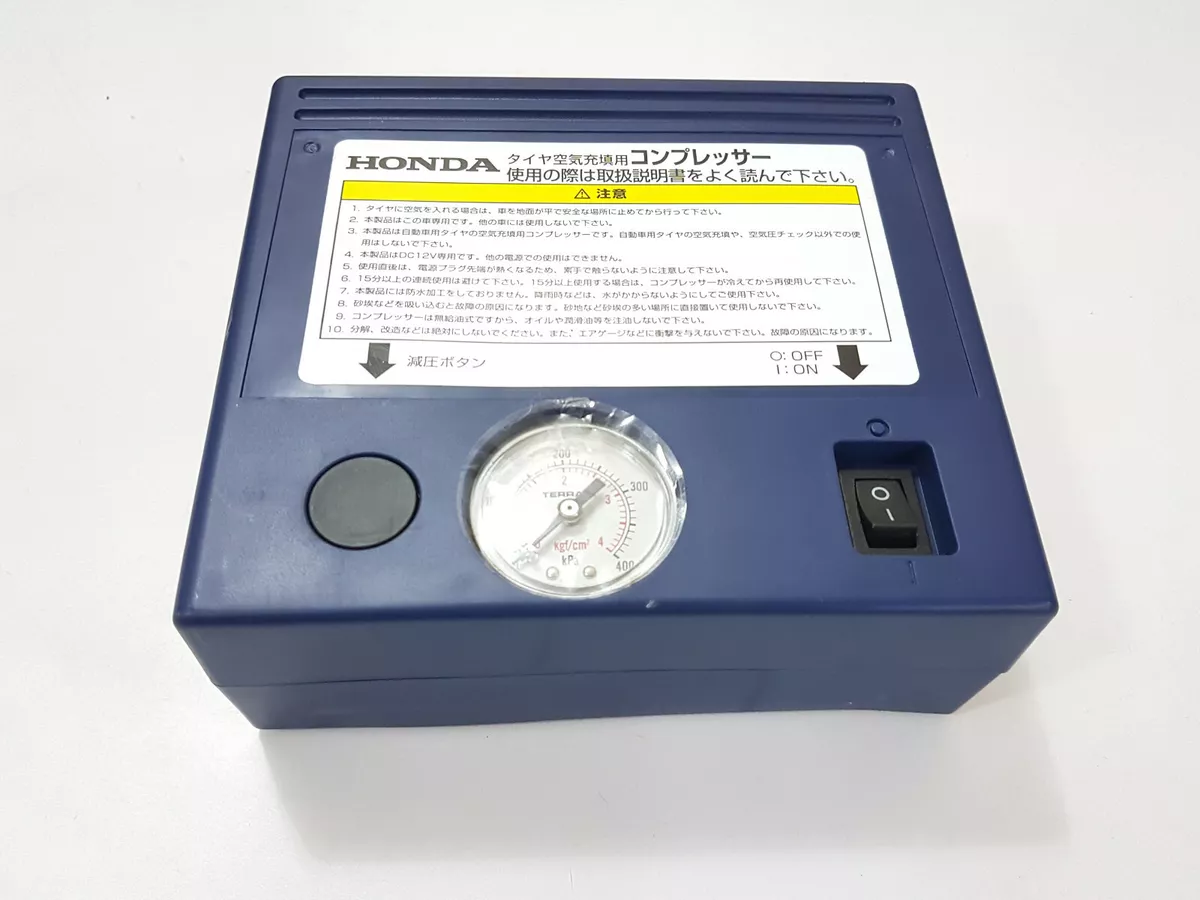 HONDA タイヤ空気充填用コンプレッサー
使用の際は取扱説明書をよく読んで下さい。
⚠ 注意
1. タイヤに空気を入れる場合は、車を地面が平で安全な場所に止めてから行って下さい。
2. 本製品はこの車専用です。他の車には使用しないで下さい。
3. 本製品は自動車用タイヤの空気充填用コンプレッサーです。自動車用タイヤの空気充填や、空気圧チェック以外での使
用はしないで下さい。
4. 本製品はDC12V専用です。他の電源での使用はできません。
5. 使用直後は、電源プラグ先端が熱くなるため、素手で触らないように注意して下さい。
6. 15分以上の連続使用は避けて下さい。15分以上使用する場合は、コンプレッサーが冷えてから再使用して下さい。
7. 本製品には防水加工をしておりません。降雨時などは、水がかからないようにしてご使用下さい。
8. 砂埃などを吸い込むと故障の原因になります。砂地など砂埃の多い場所に直接置いて使用しないで下さい。
9. コンプレッサーは無給油式ですから、オイルや潤滑油等を注油しないで下さい。
10. 分解、改造などは絶対にしないでください。また、エアゲージなどに衝撃を与えないで下さい。故障の原因になります。
減圧ボタン
O: OFF
I: ON
200
300
2
3
TERRA
kgf/cm² 4
kPa 400
O
O
I
I